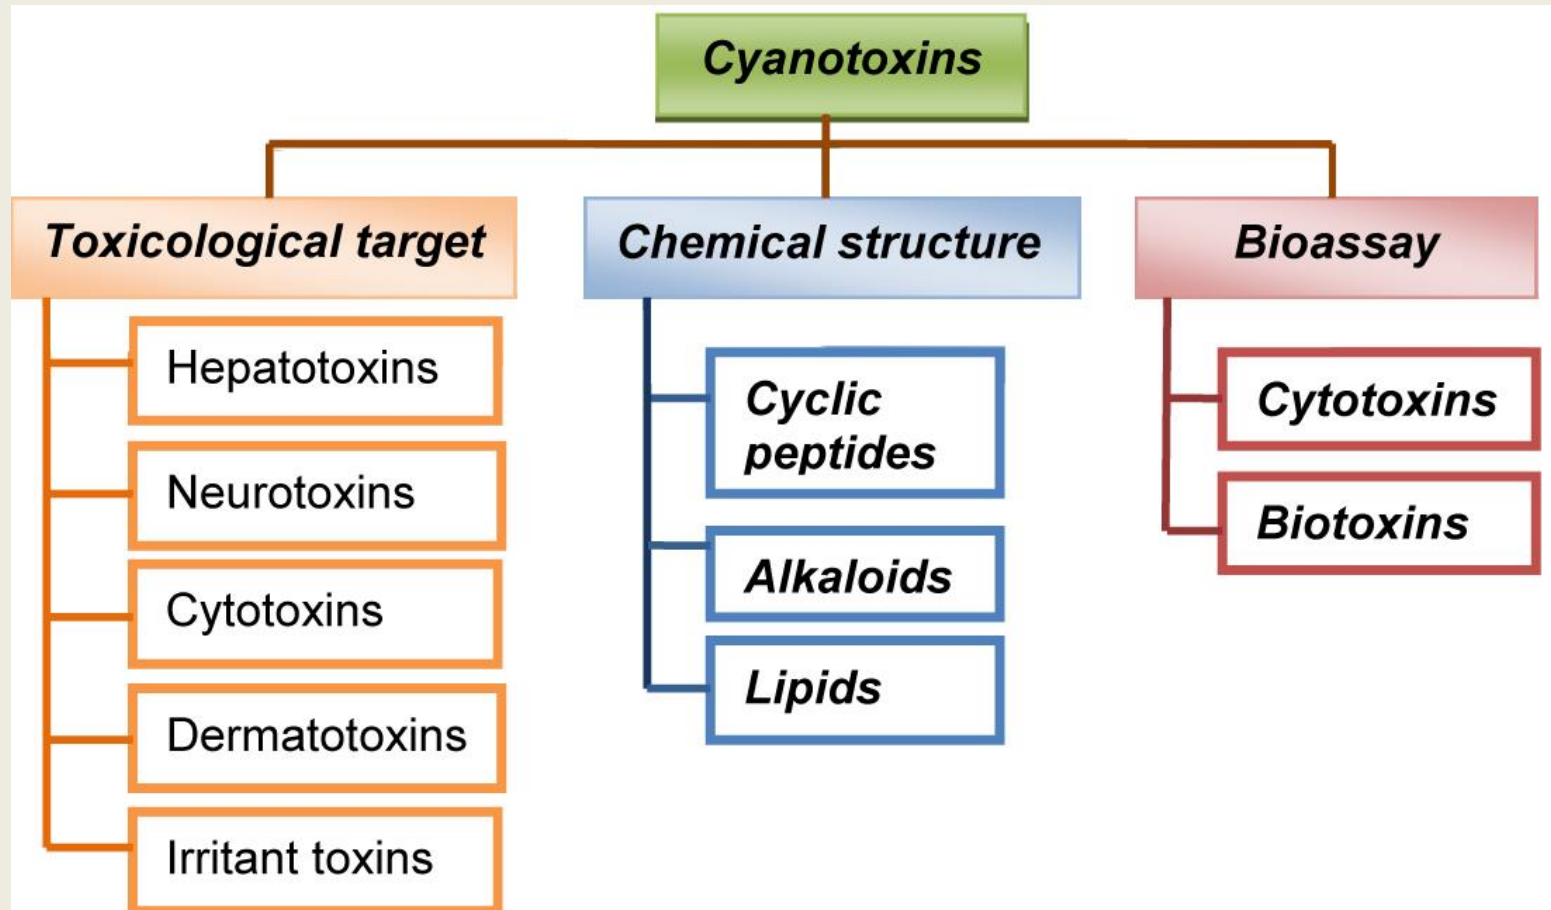 Cyanotoxins
Toxicological target
Hepatotoxins
Neurotoxins
Cytotoxins
Dermatotoxins
Irritant toxins
Chemical structure
Cyclic
peptides
Alkaloids
Lipids
Bioassay
Cytotoxins
Biotoxins